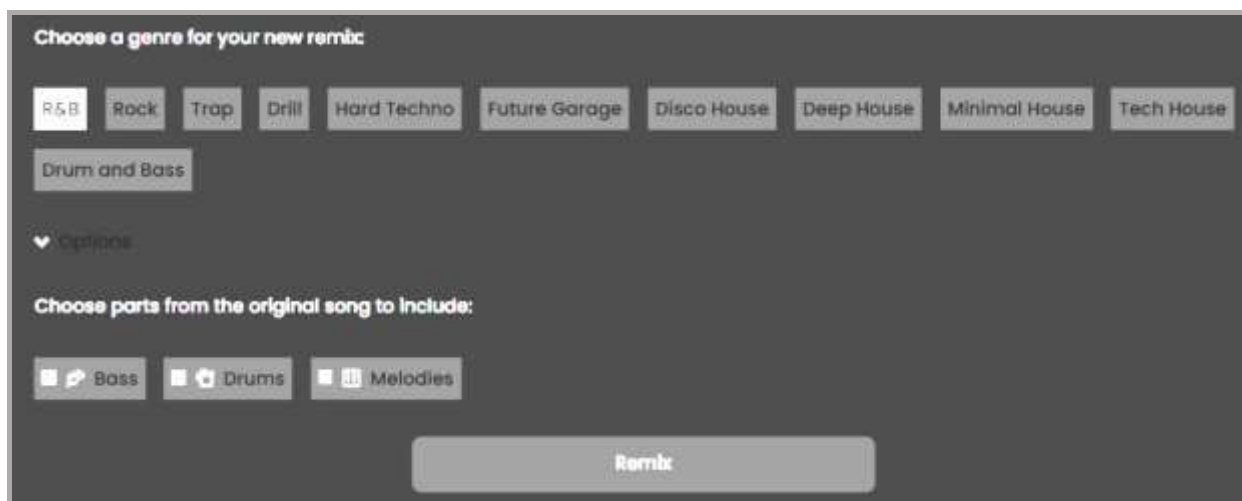 Choose a genre for your new remix:
R&B Rock Trap Drill Hard Techno Future Garage Disco House Deep House Minimal House Tech House
Drum and Bass
Options
Choose parts from the original song to include:
Bass Drums Melodies
Remix